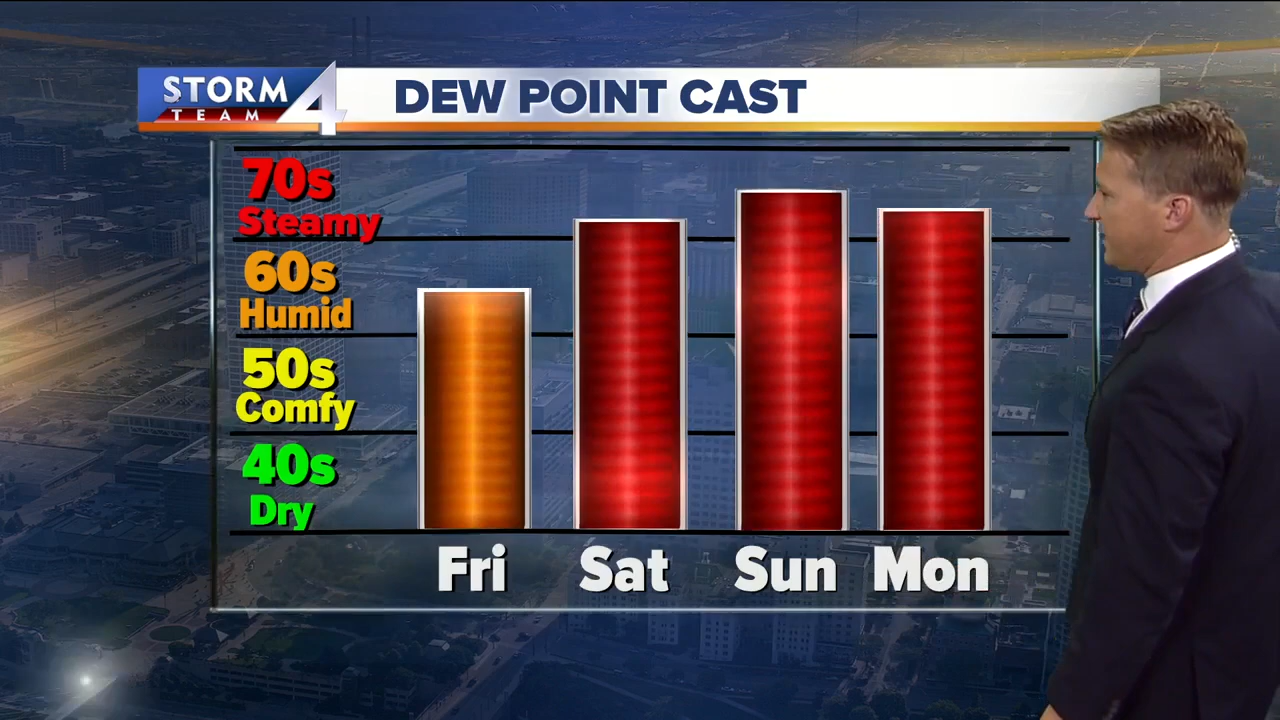 STORM
TEAM
4
DEW POINT CAST
70s
Steamy
60s
Humid
50s
Comfy
40s
Dry
Fri Sat Sun Mon